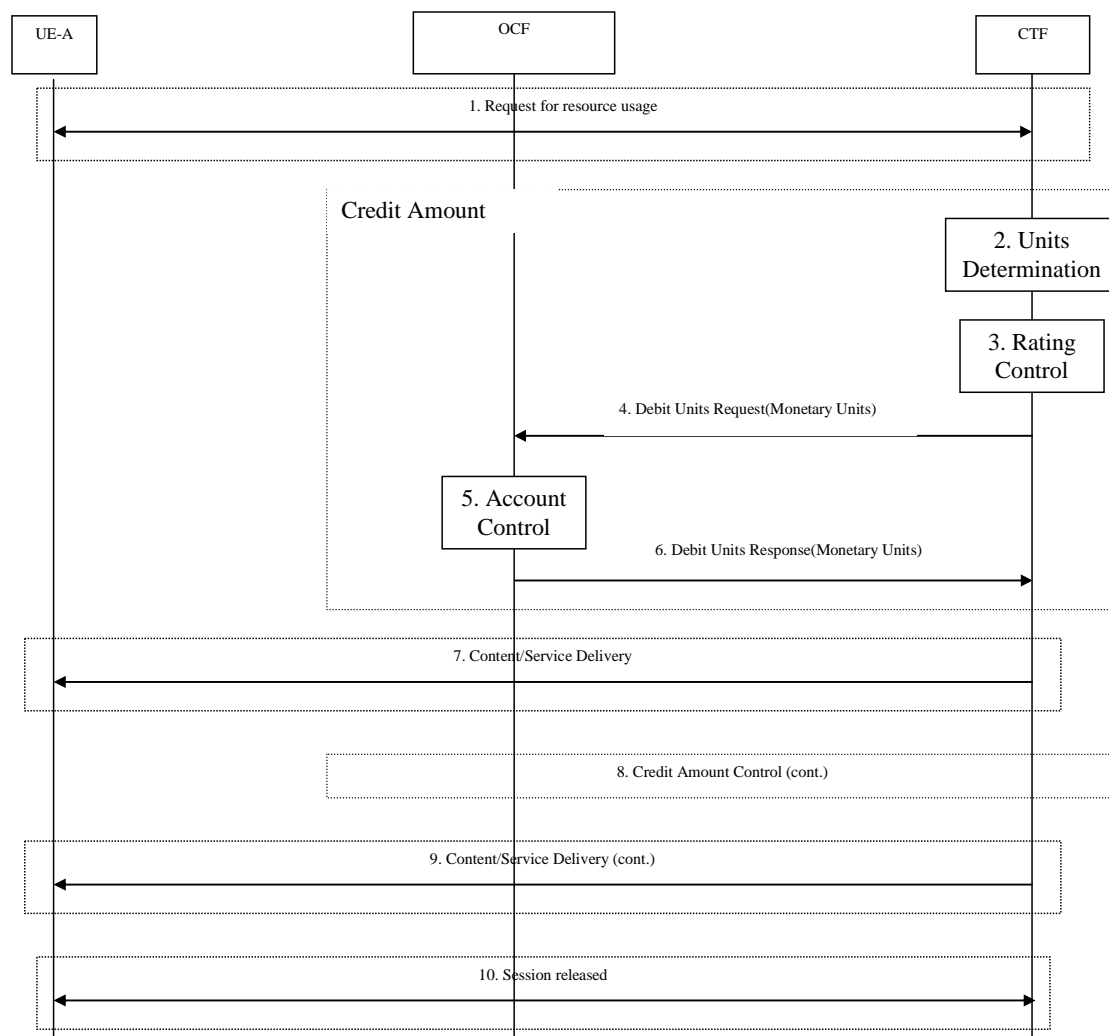 UE-A
OCF
CTF
1. Request for resource usage
Credit Amount
2. Units
Determination
3. Rating
Control
4. Debit Units Request(Monetary Units)
5. Account
Control
6. Debit Units Response(Monetary Units)
7. Content/Service Delivery
8. Credit Amount Control (cont.)
9. Content/Service Delivery (cont.)
10. Session released